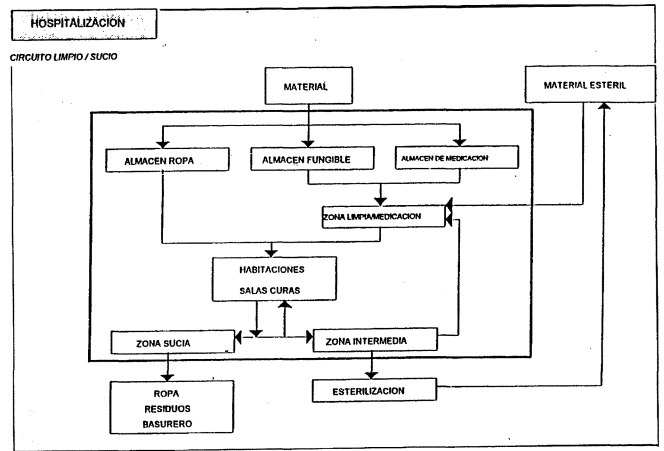 HOSPITALIZACIÓN
CIRCUITO LIMPIO / SUCIO
MATERIAL
MATERIAL ESTERIL
ALMACEN ROPA
ALMACEN FUNGIBLE
ALMACEN DE MEDICACION
ZONA LIMPIA/MEDICACION
HABITACIONES
SALAS CURAS
ZONA SUCIA
ZONA INTERMEDIA
ROPA
RESIDUOS
BASURERO
ESTERILIZACION